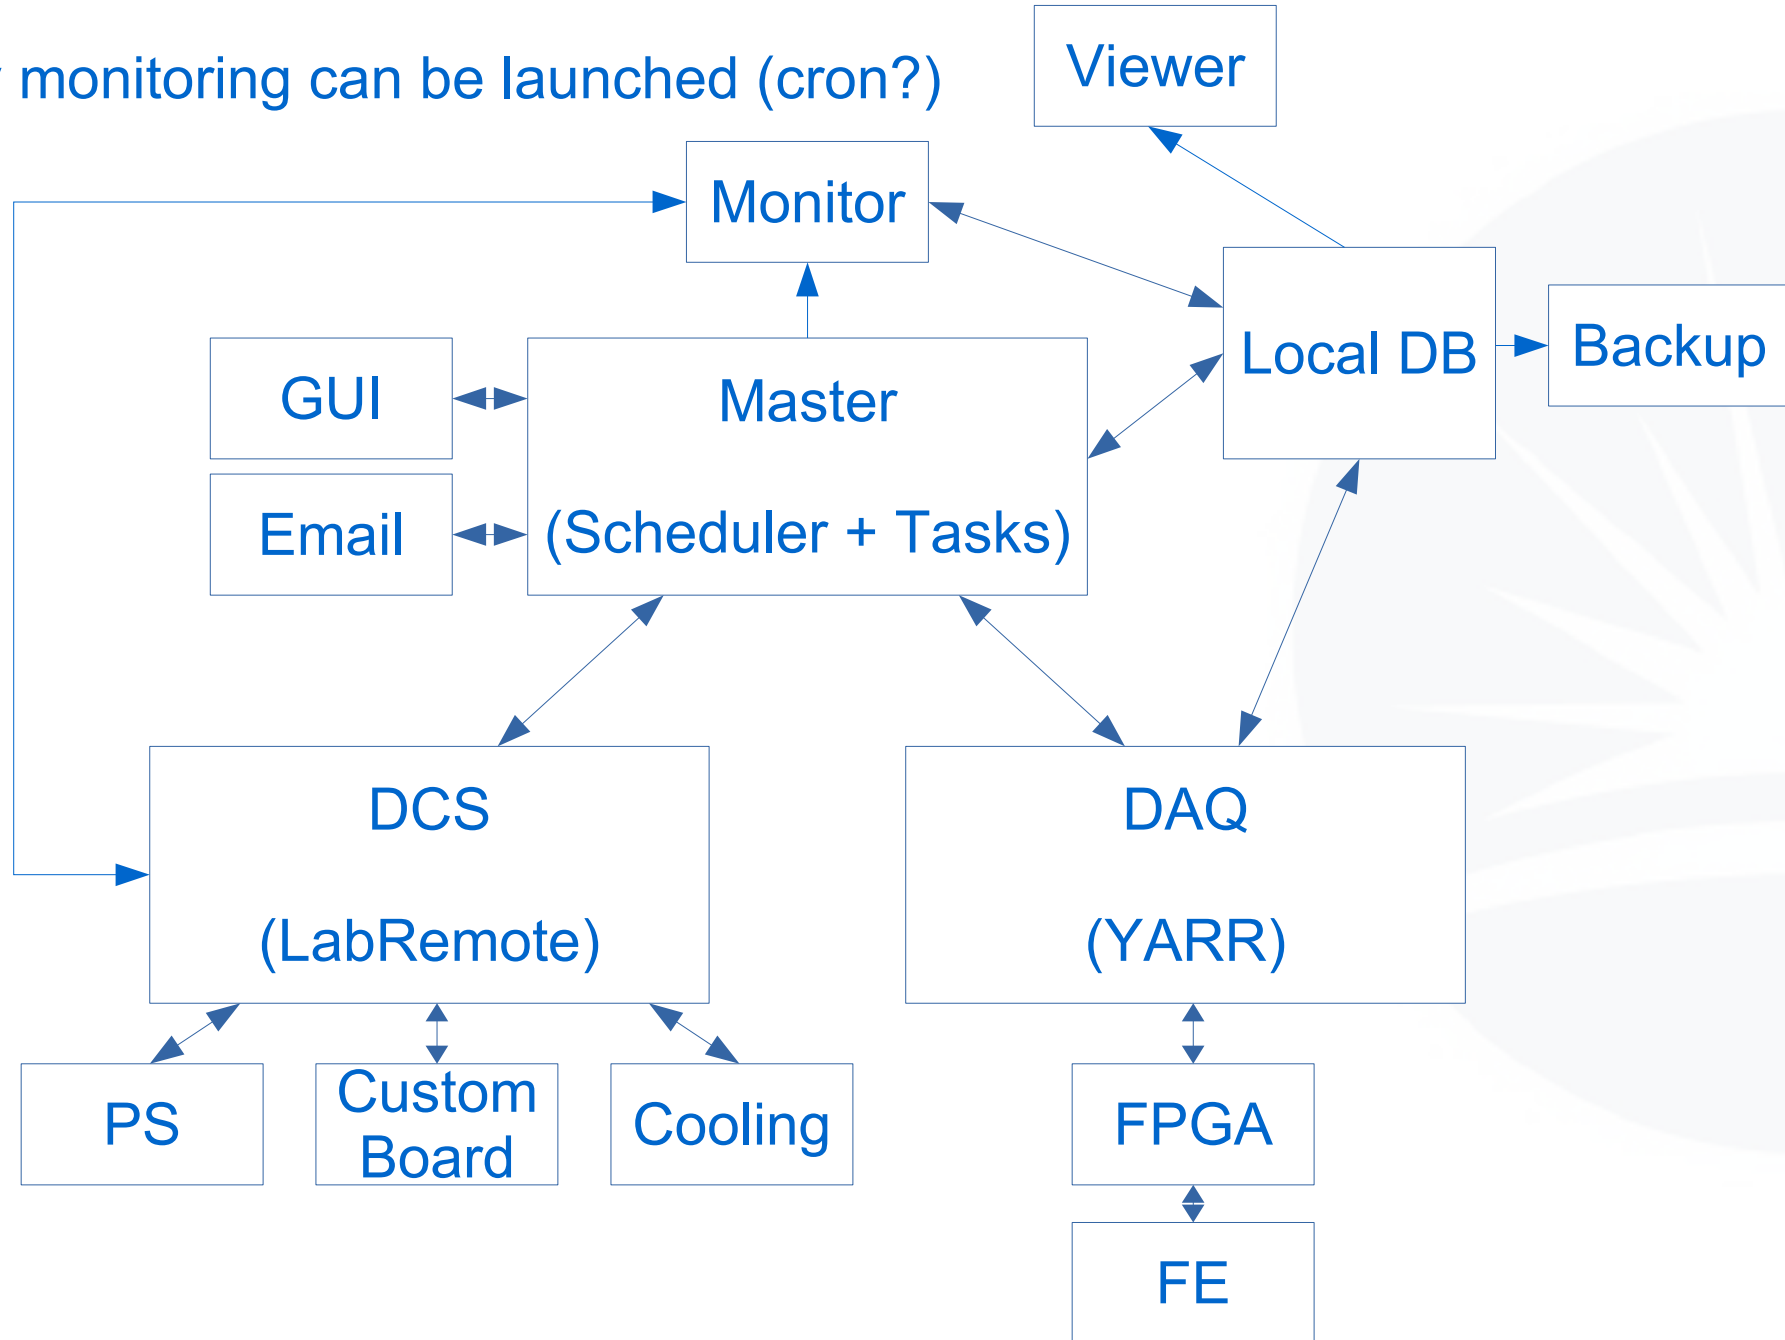 monitoring can be launched (cron?)
Viewer
Monitor
Local DB
Backup
GUI
Master
Email
(Scheduler + Tasks)
DCS
(LabRemote)
DAQ
(YARR)
PS
Custom
Board
Cooling
FPGA
FE